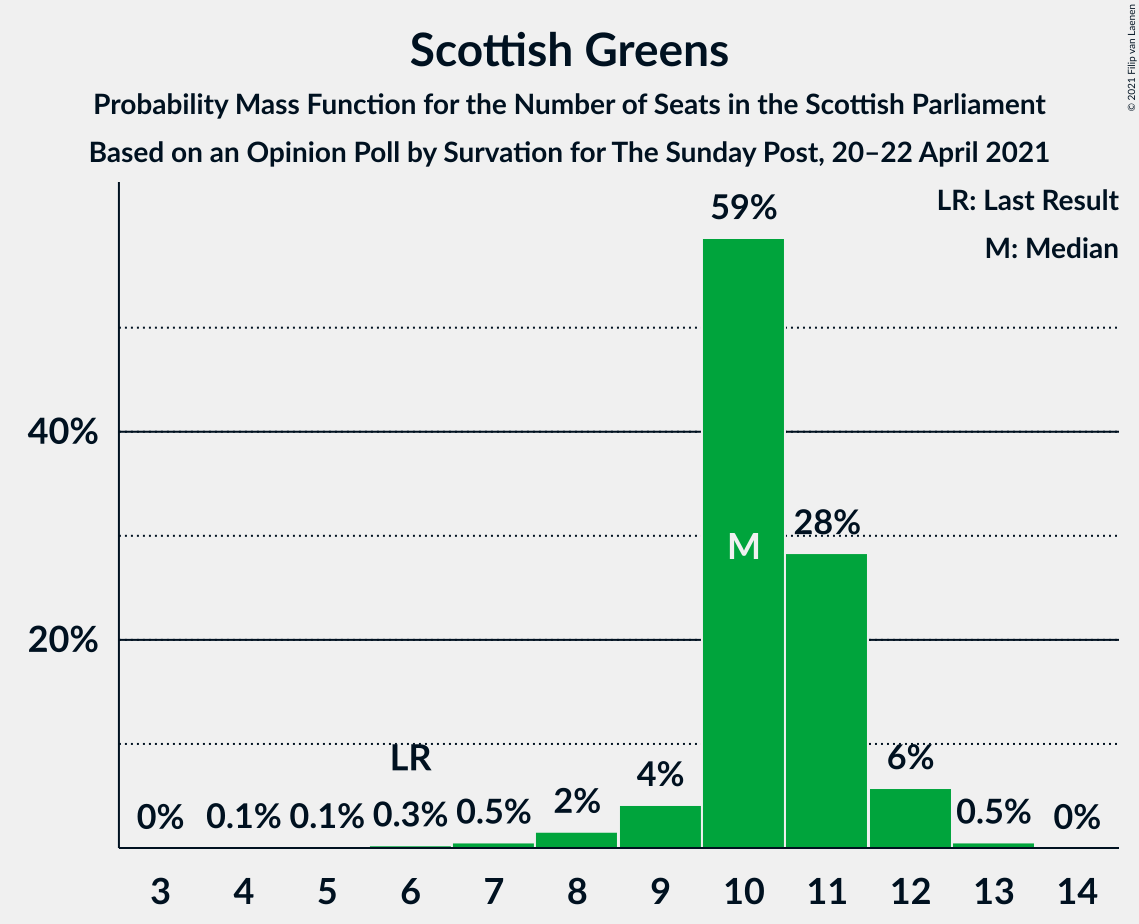 Scottish Greens
Probability Mass Function for the Number of Seats in the Scottish Parliament
Based on an Opinion Poll by Survation for The Sunday Post, 20–22 April 2021
© 2021 Filip van Laenen
LR: Last Result
M: Median
59%
40%
28%
M
20%
LR
0%
0.1%
0.1%
0.3%
0.5%
2%
4%
6%
0.5%
0%
3 4 5 6 7 8 9 10 11 12 13 14